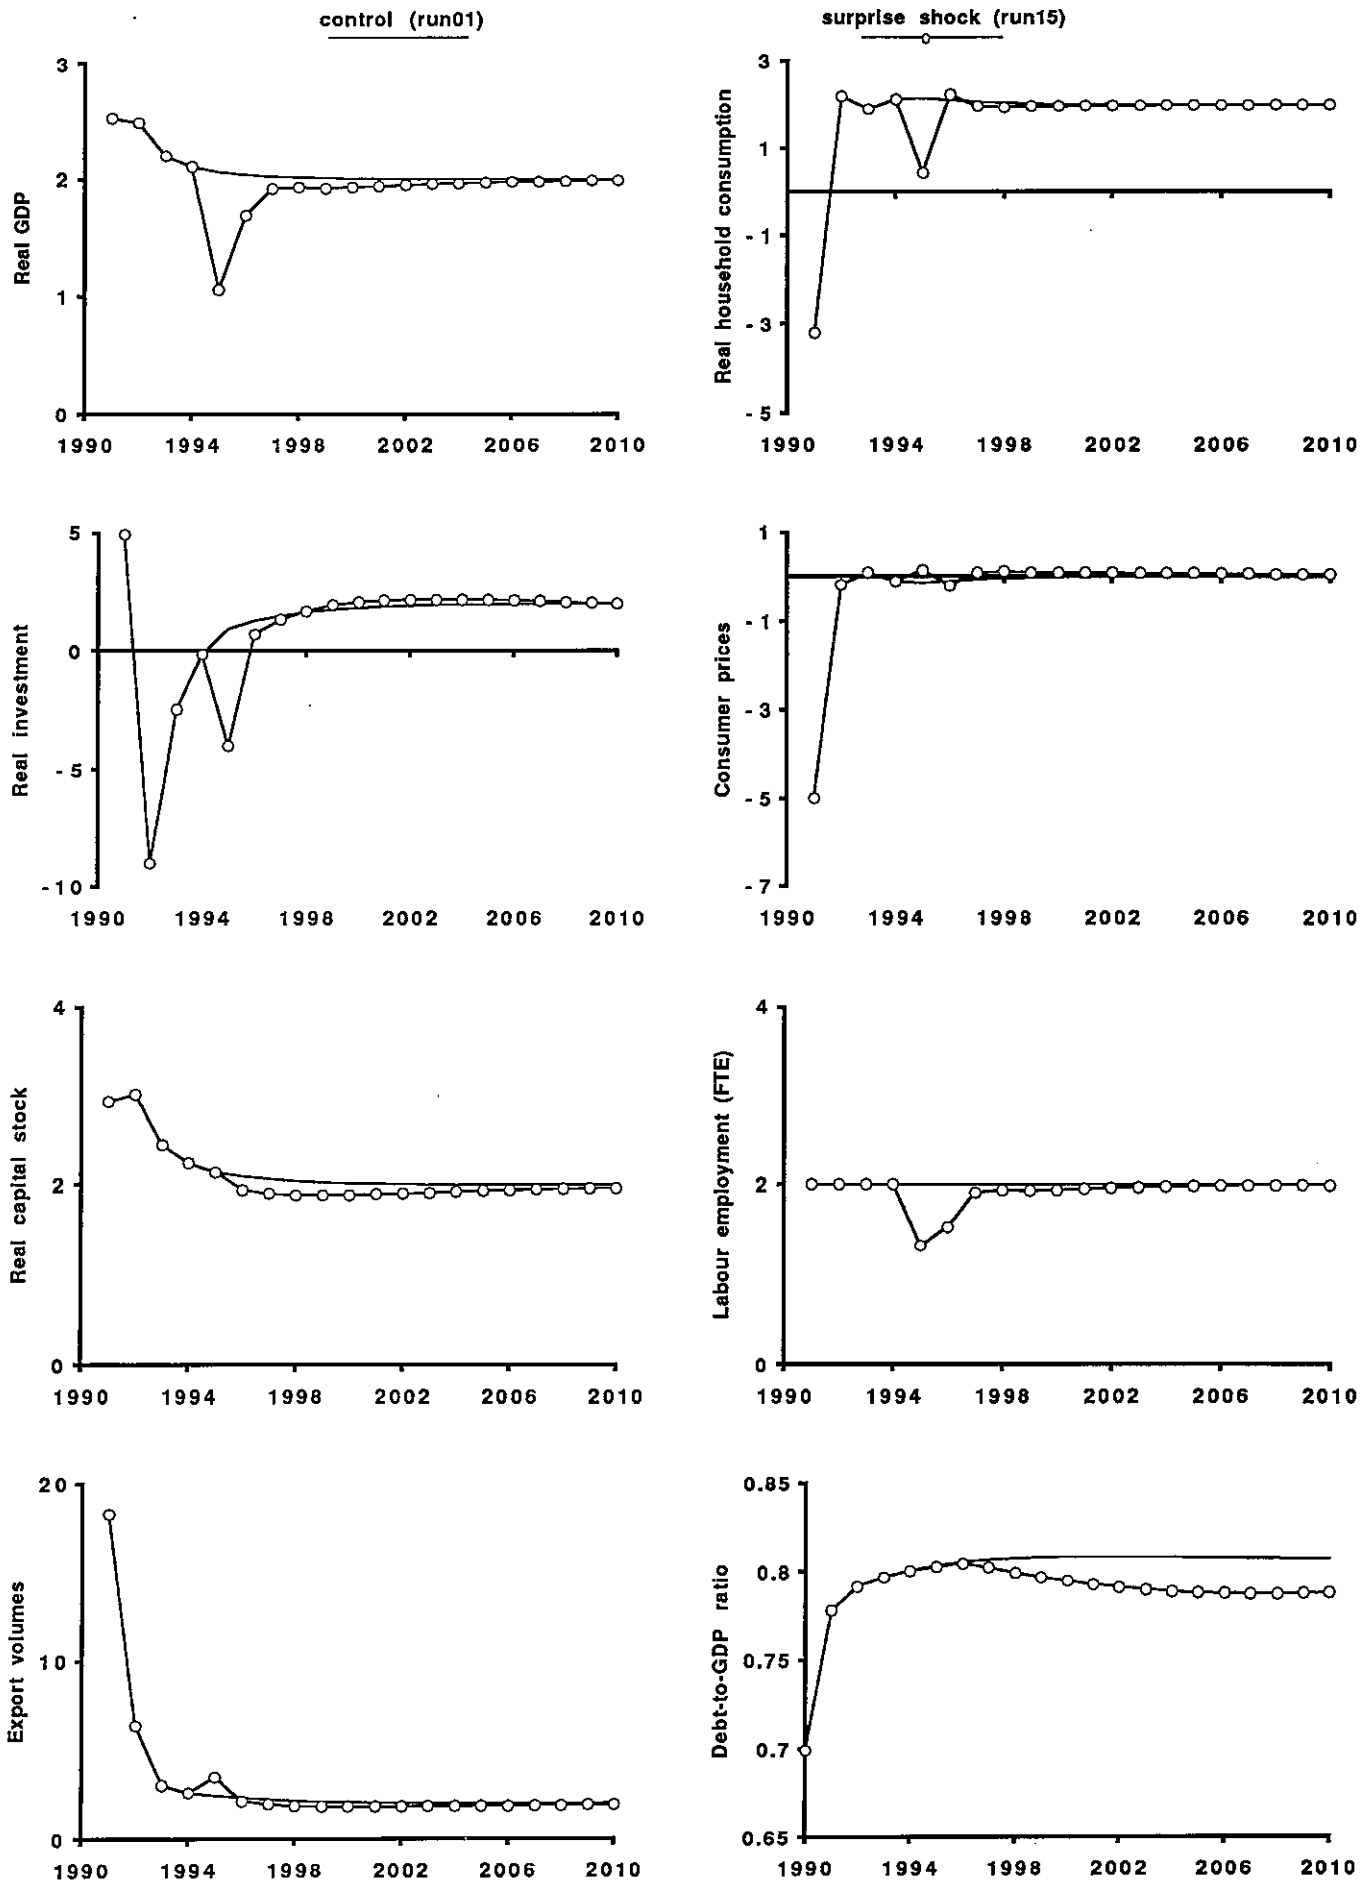 control (run01)
surprise shock (run15)
3
2
1
0
Real GDP
1990 1994 1998 2002 2006 2010
3
1
-1
-3
-5
Real household consumption
1990 1994 1998 2002 2006 2010
5
0
-5
-10
Real investment
1990 1994 1998 2002 2006 2010
1
-1
-3
-5
-7
Consumer prices
1990 1994 1998 2002 2006 2010
4
2
0
Real capital stock
1990 1994 1998 2002 2006 2010
4
2
0
Labour employment (FTE)
1990 1994 1998 2002 2006 2010
20
10
0
Export volumes
1990 1994 1998 2002 2006 2010
0.85
0.8
0.75
0.7
0.65
Debt-to-GDP ratio
1990 1994 1998 2002 2006 2010